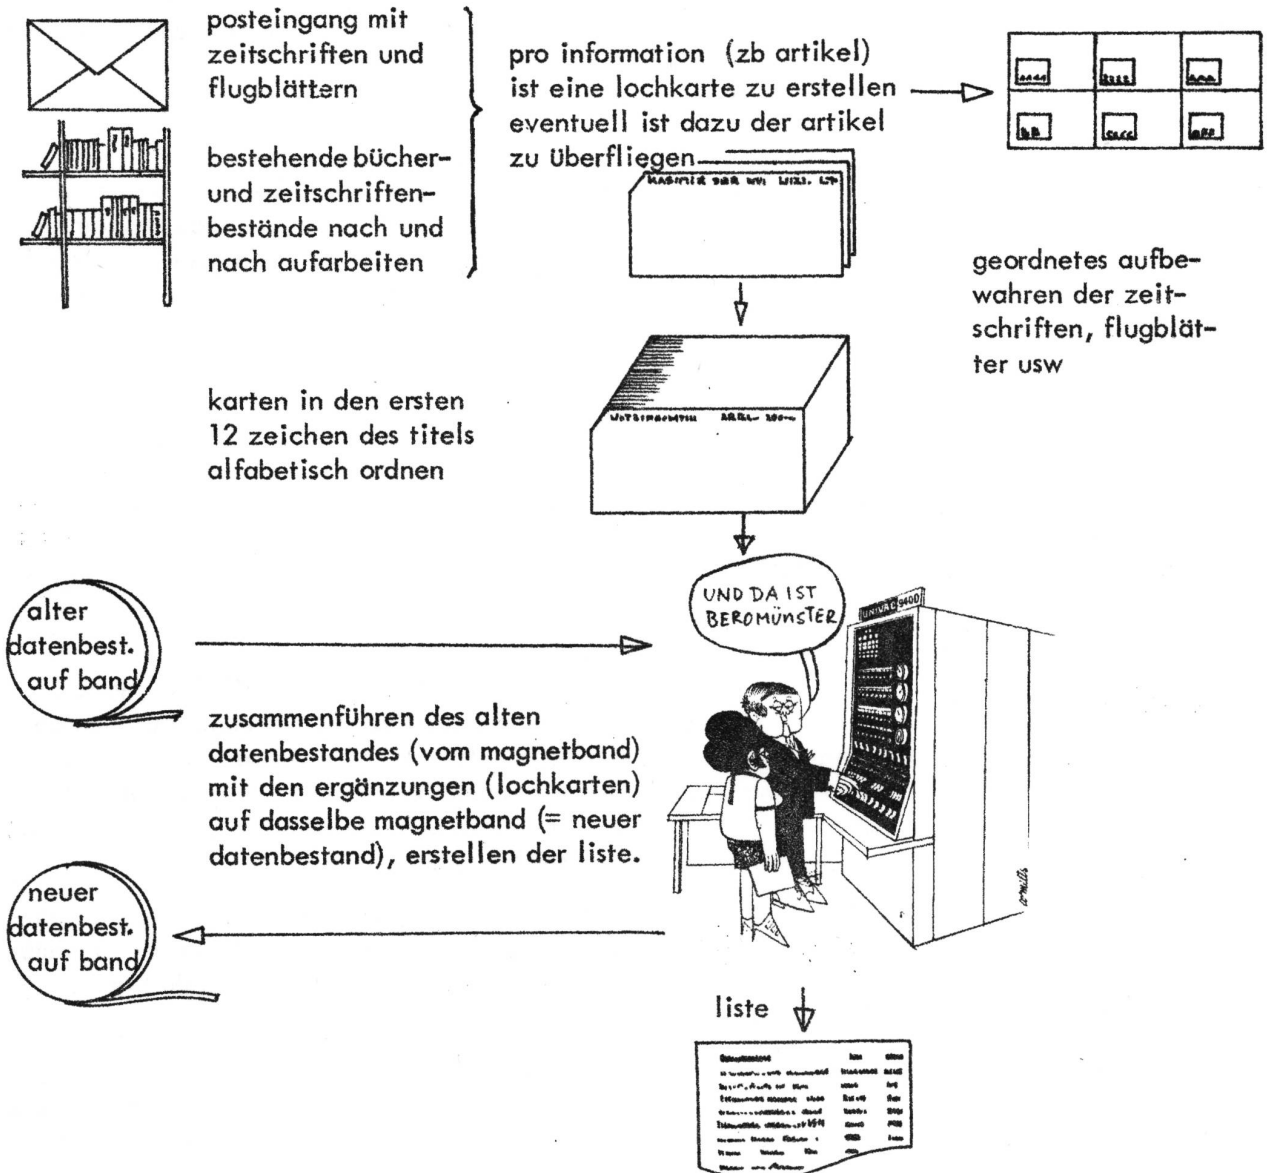 posteingang mit
zeitschriften und
flugblättern
bestehende bücher-
und zeitschriften-
bestände nach und
nach aufarbeiten
pro information (zb artikel)
ist eine lochkarte zu erstellen
eventuell ist dazu der artikel
zu überfliegen
geordnetes aufbe-
wahren der zeit-
schriften, flugblät-
ter usw
karten in den ersten
12 zeichen des titels
alfabetisch ordnen
UND DA IST
BEROMÜNSTER
UNIVAC 9400
alter
datenbest.
auf band
zusammenführen des alten
datenbestandes (vom magnetband)
mit den ergänzungen (lochkarten)
auf dasselbe magnetband (= neuer
datenbestand), erstellen der liste.
neuer
datenbest.
auf band
liste